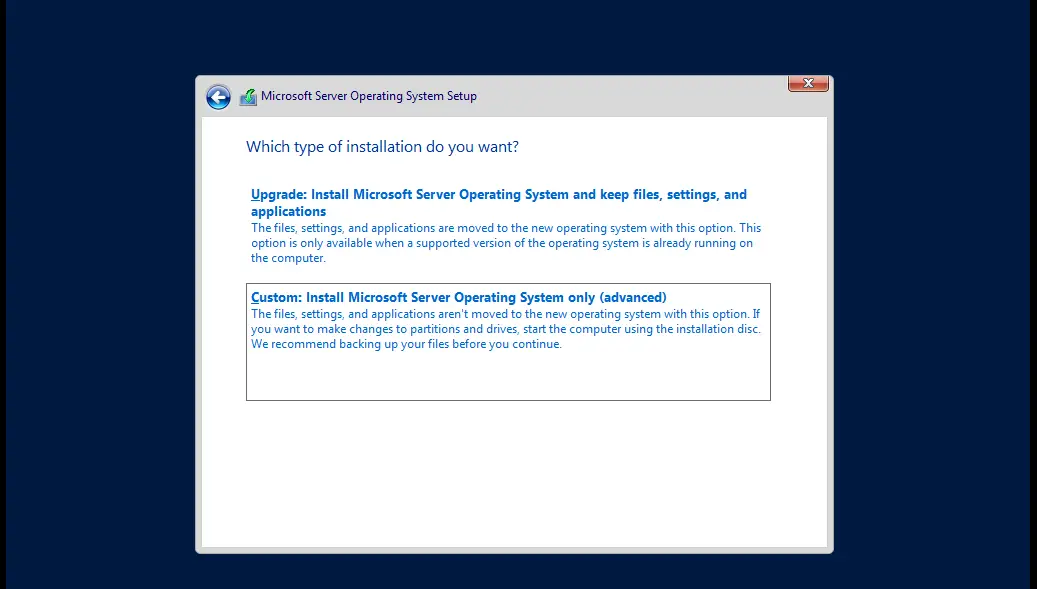 Microsoft Server Operating System Setup
Which type of installation do you want?
Upgrade: Install Microsoft Server Operating System and keep files, settings, and
applications
The files, settings, and applications are moved to the new operating system with this option. This
option is only available when a supported version of the operating system is already running on
the computer.
Custom: Install Microsoft Server Operating System only (advanced)
The files, settings, and applications aren't moved to the new operating system with this option. If
you want to make changes to partitions and drives, start the computer using the installation disc.
We recommend backing up your files before you continue.